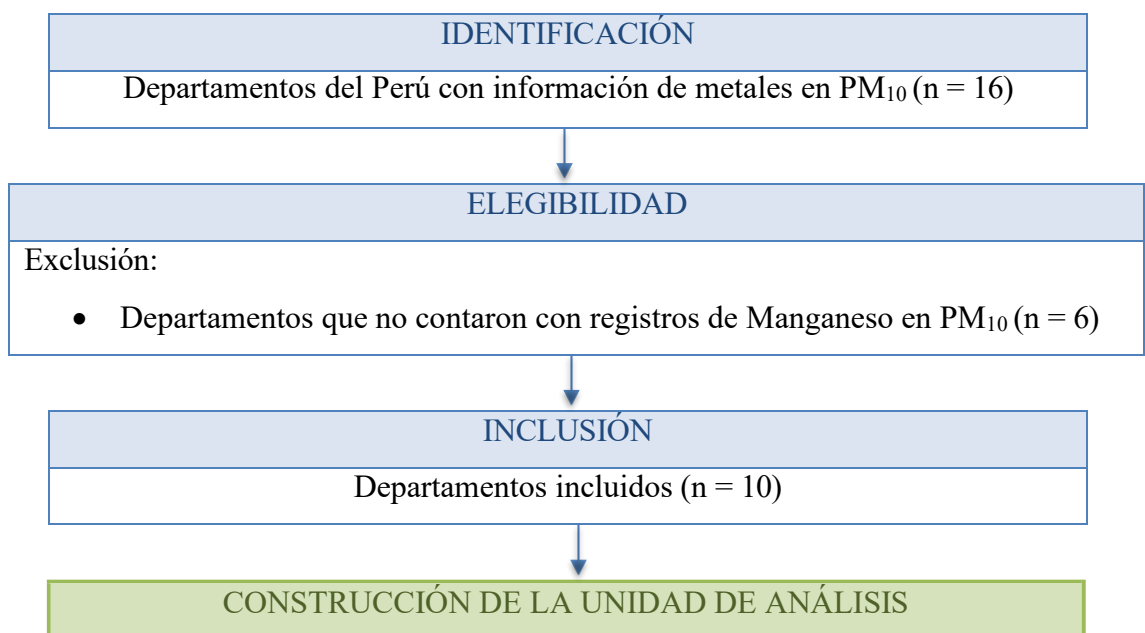 IDENTIFICACIÓN
Departamentos del Perú con información de metales en PM₁₀ (n = 16)
ELEGIBILIDAD
Exclusión:
• Departamentos que no contaron con registros de Manganeso en PM₁₀ (n = 6)
INCLUSIÓN
Departamentos incluidos (n = 10)
CONSTRUCCIÓN DE LA UNIDAD DE ANÁLISIS